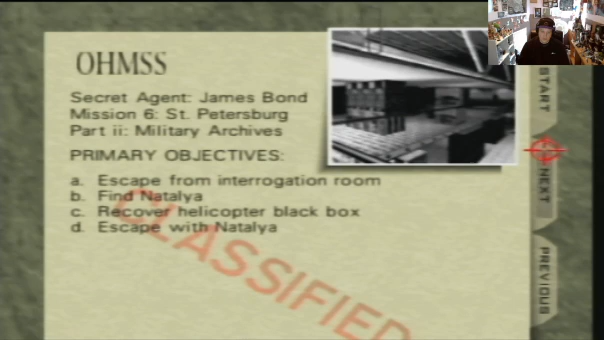 OHMSS
Secret Agent: James Bond
Mission 6: St. Petersburg
Part ii: Military Archives
PRIMARY OBJECTIVES:
a. Escape from interrogation room
b. Find Natalya
c. Recover helicopter black box
d. Escape with Natalya
CLASSIFIED
START
NEXT
PREVIOUS